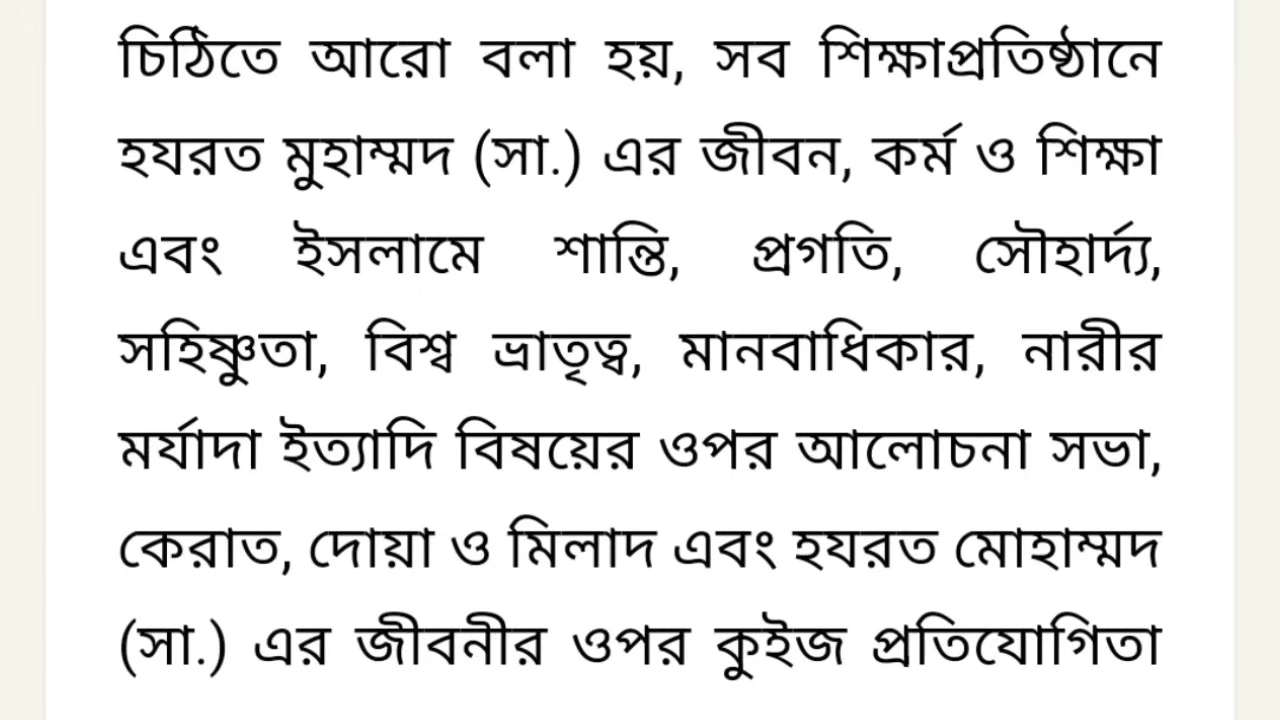 চিঠিতে আরো বলা হয়, সব শিক্ষাপ্রতিষ্ঠানে
হযরত মুহাম্মদ (সা.) এর জীবন, কর্ম ও শিক্ষা
এবং ইসলামে শান্তি, প্রগতি, সৌহার্দ্য,
সহিষ্ণুতা, বিশ্ব ভ্রাতৃত্ব, মানবাধিকার, নারীর
মর্যাদা ইত্যাদি বিষয়ের ওপর আলোচনা সভা,
কেরাত, দোয়া ও মিলাদ এবং হযরত মোহাম্মদ
(সা.) এর জীবনীর ওপর কুইজ প্রতিযোগিতা